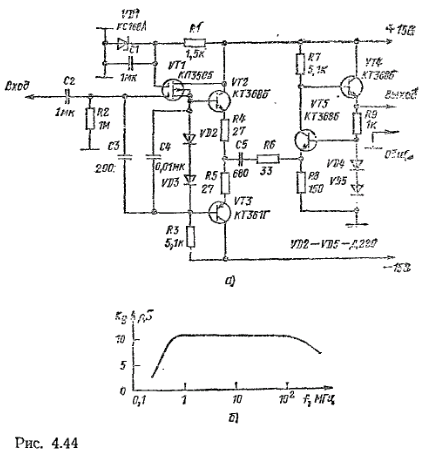 VD1
КС168А
C1
1мк
R1
1,5к
+15В
VT1
КП350Б
R7
5,1к
VT4
КТ368Б
VT2
КТ368Б
Вход
C2
1мк
R2
1М
VT5
КТ368Б
Выход
R9
1к
R4
27
VD2
C5
680
R6
33
C3
200
C4
0,01мк
VD3
R5
27
R8
150
VD4
VD5
VT3
КТ361Г
R3
5,1к
VD2-VD5-Д220
-15В
а)
10
5
0,1
1
10
10²
f, МГц
б)
Рис. 4.44